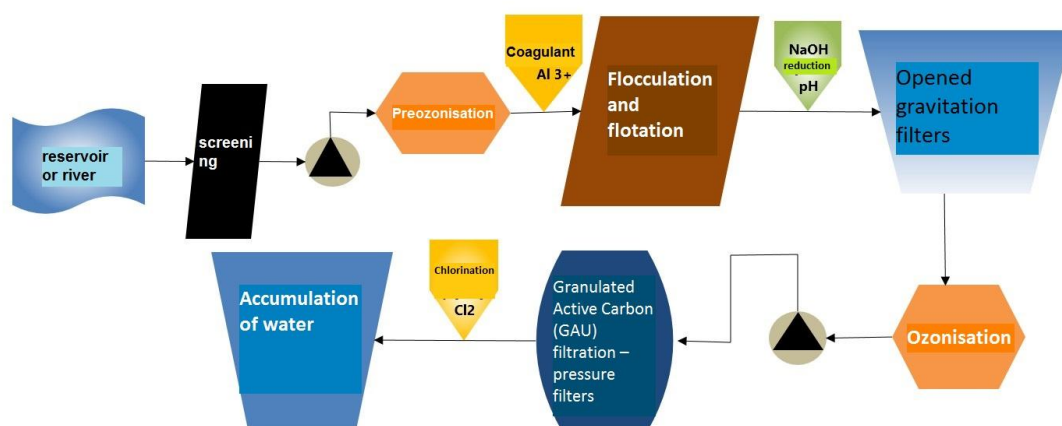 reservoir
or river
screeni
ng
Preozonisation
Coagulant
Al 3+
Flocculation
and
flotation
NaOH
reduction
pH
Opened
gravitation
filters
Ozonisation
Granulated
Active Carbon
(GAU)
filtration –
pressure
filters
Chlorination
Cl2
Accumulation
of water